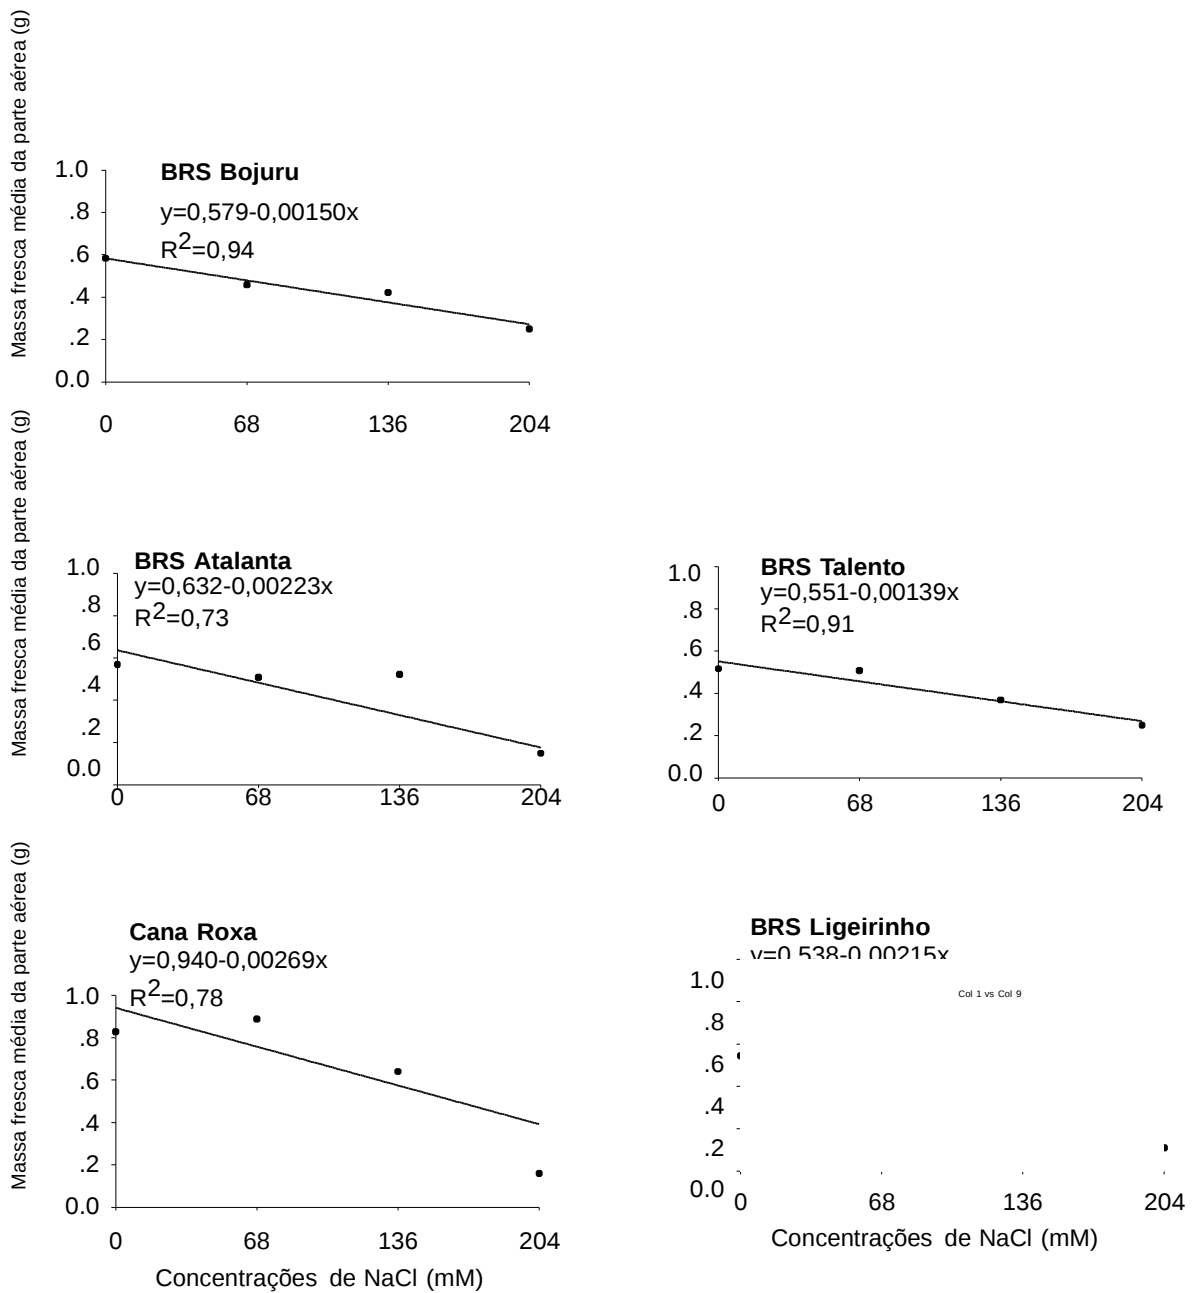 Massa fresca média da parte aérea (g)
BRS Bojuru
y=0,579-0,00150x
R2=0,94
1.0
.8
.6
.4
.2
0.0
0 68 136 204
Massa fresca média da parte aérea (g)
BRS Atalanta
y=0,632-0,00223x
R2=0,73
1.0
.8
.6
.4
.2
0.0
0 68 136 204
BRS Talento
y=0,551-0,00139x
R2=0,91
1.0
.8
.6
.4
.2
0.0
0 68 136 204
Massa fresca média da parte aérea (g)
Cana Roxa
y=0,940-0,00269x
R2=0,78
1.0
.8
.6
.4
.2
0.0
0 68 136 204
Concentrações de NaCl (mM)
BRS Ligeirinho
y=0,538-0,00215x
Col 1 vs Col 9
1.0
.8
.6
.4
.2
0.0
0 68 136 204
Concentrações de NaCl (mM)